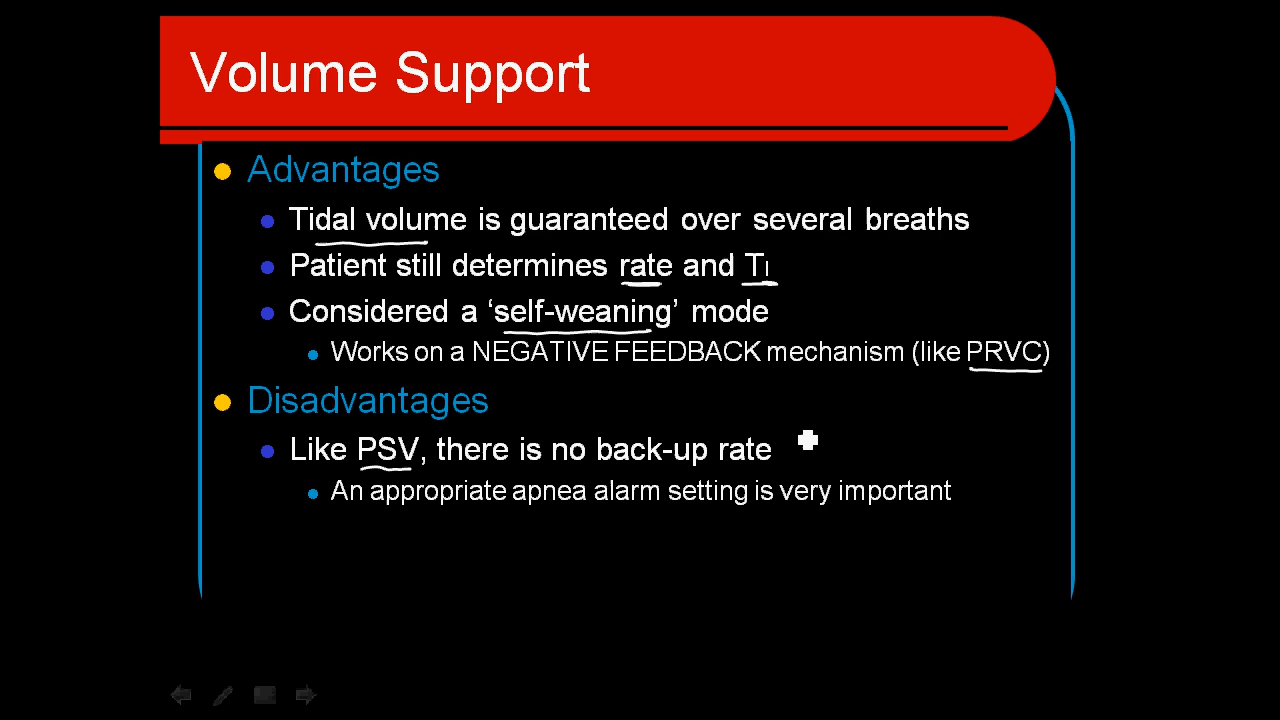 Volume Support
Advantages
Tidal volume is guaranteed over several breaths
Patient still determines rate and TI
Considered a ‘self-weaning’ mode
Works on a NEGATIVE FEEDBACK mechanism (like PRVC)
Disadvantages
Like PSV, there is no back-up rate
An appropriate apnea alarm setting is very important